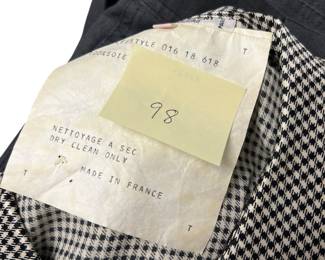 STYLE 016 18 618
T
98
NETTOYAGE A SEC
DRY CLEAN ONLY
MADE IN FRANCE
T
T